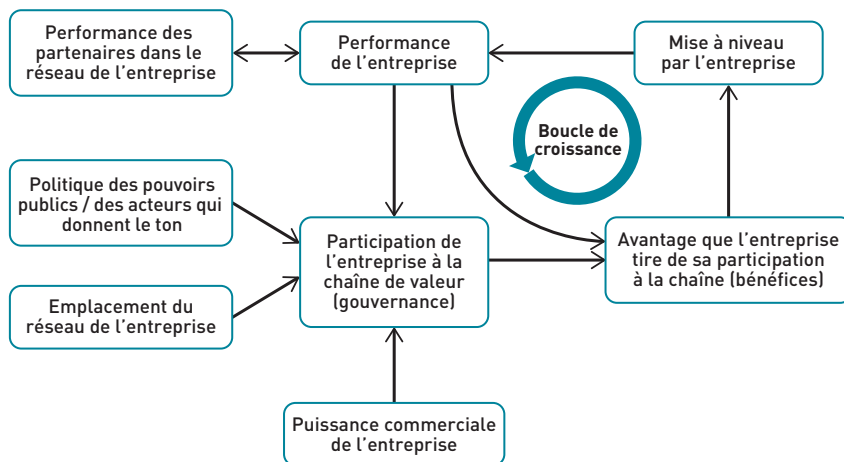 Performance des
partenaires dans le
réseau de l’entreprise
Performance
de l’entreprise
Mise à niveau
par l’entreprise
Boucle de
croissance
Politique des pouvoirs
publics / des acteurs qui
donnent le ton
Participation de
l’entreprise à la
chaîne de valeur
(gouvernance)
Avantage que l’entreprise
tire de sa participation
à la chaîne (bénéfices)
Emplacement du
réseau de l’entreprise
Puissance commerciale
de l’entreprise